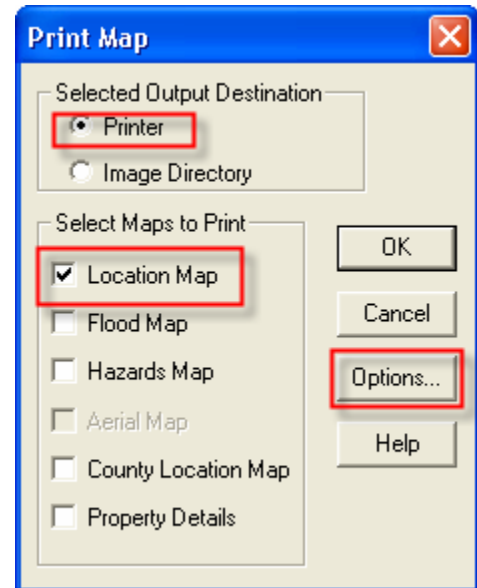 Print Map
Selected Output Destination
Printer
Image Directory
Select Maps to Print
Location Map
Flood Map
Hazards Map
Aerial Map
County Location Map
Property Details
OK
Cancel
Options...
Help